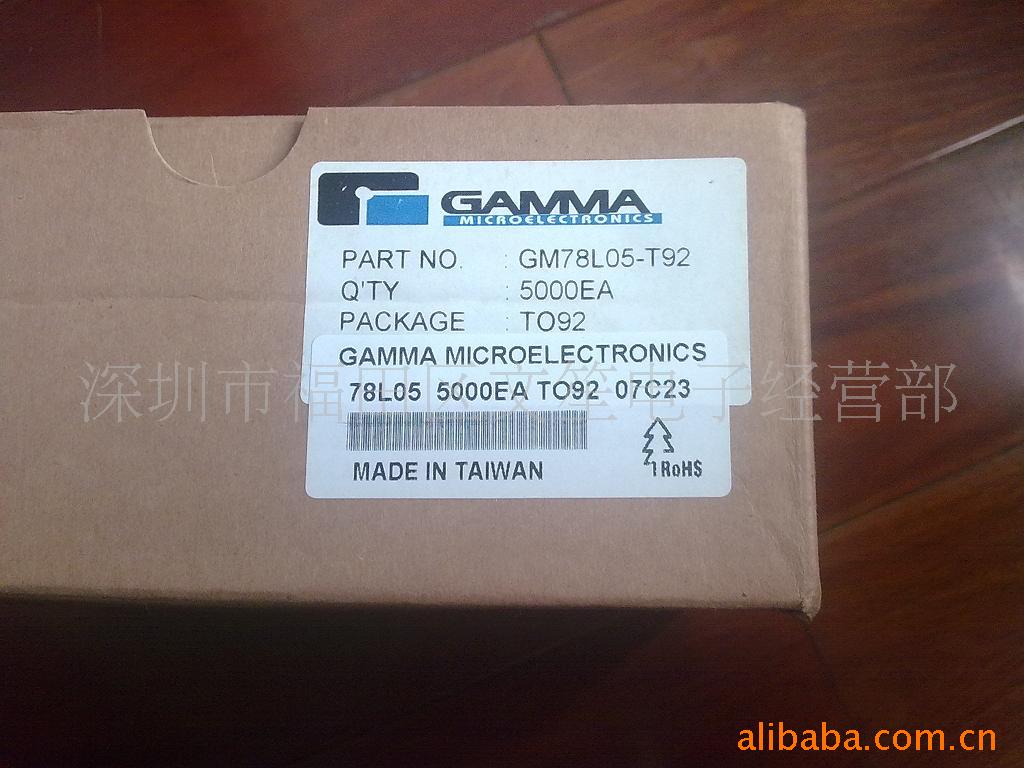 GAMMA
MICROELECTRONICS
PART NO. : GM78L05-T92
Q'TY : 5000EA
PACKAGE : TO92
GAMMA MICROELECTRONICS
深圳市福田区文笙电子经营部
78L05 5000EA TO92 07C23
MADE IN TAIWAN
RoHS
alibaba.com.cn